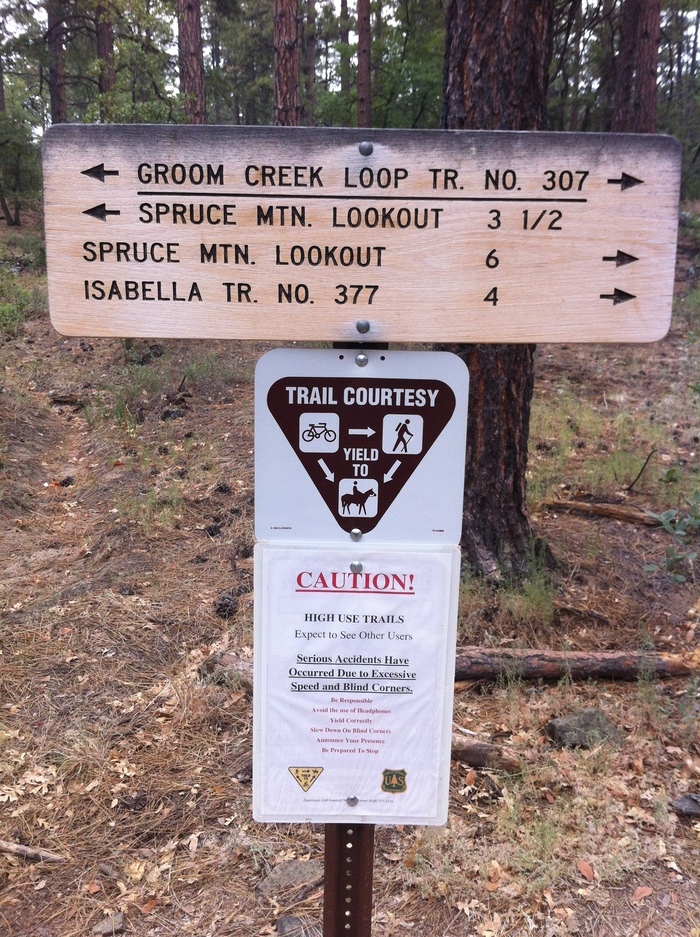 GROOM CREEK LOOP TR. NO. 307
SPRUCE MTN. LOOKOUT 3 1/2
SPRUCE MTN. LOOKOUT 6
ISABELLA TR. NO. 377 4
TRAIL COURTESY
YIELD
TO
CAUTION!
HIGH USE TRAILS
Expect to See Other Users
Serious Accidents Have
Occurred Due to Excessive
Speed and Blind Corners.
Be Responsible
Avoid the use of Headphones
Yield Correctly
Slow Down On Blind Corners
Announce Your Presence
Be Prepared To Stop
UAS